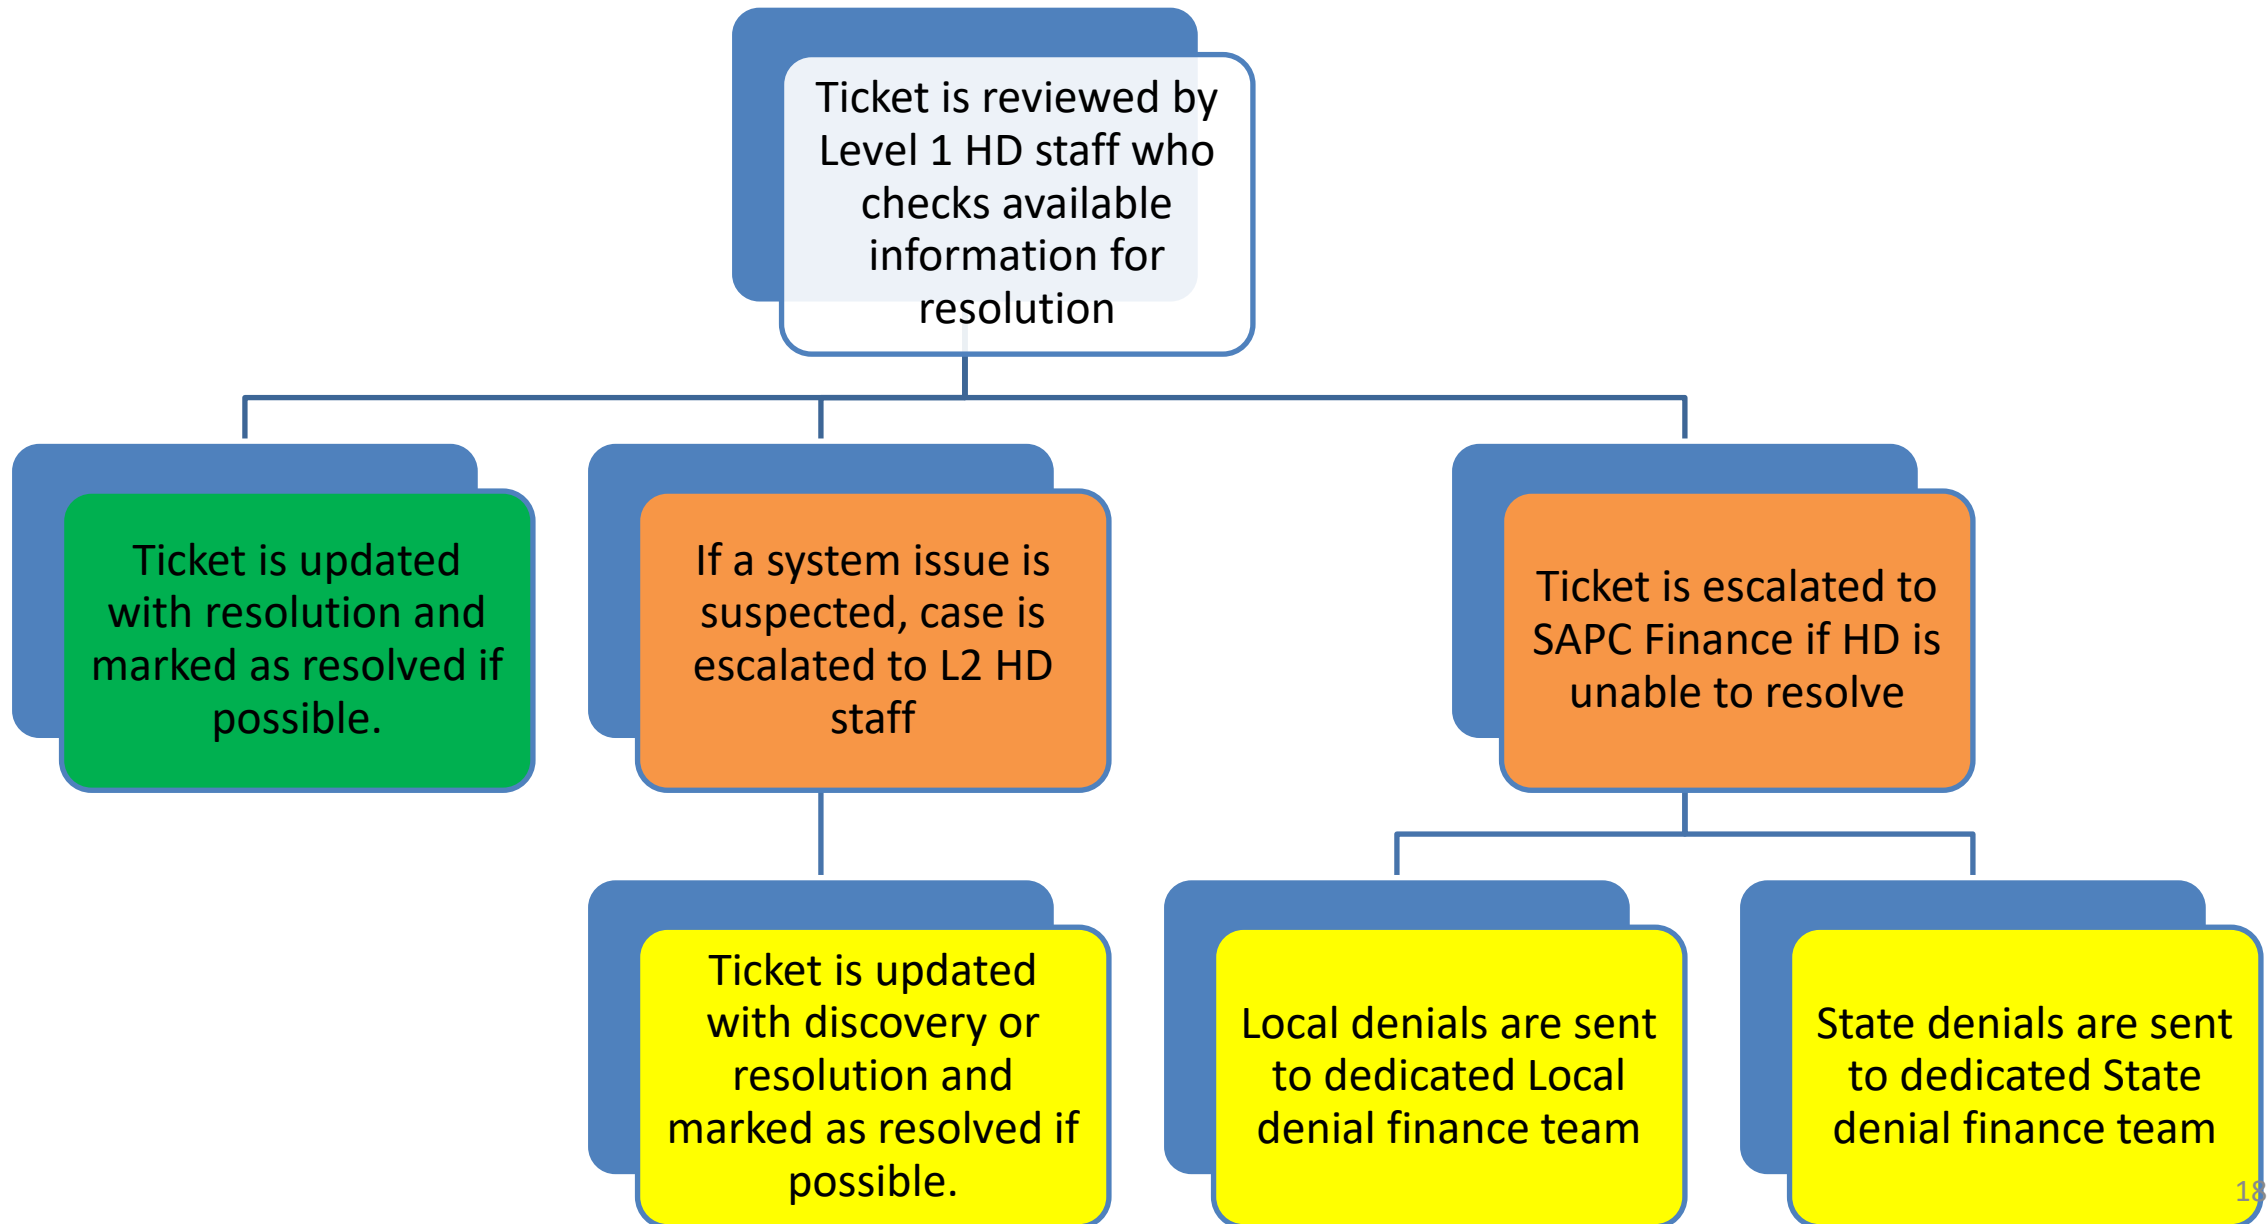 Ticket is reviewed by
Level 1 HD staff who
checks available
information for
resolution
Ticket is updated
with resolution and
marked as resolved if
possible.
If a system issue is
suspected, case is
escalated to L2 HD
staff
Ticket is escalated to
SAPC Finance if HD is
unable to resolve
Ticket is updated
with discovery or
resolution and
marked as resolved if
possible.
Local denials are sent
to dedicated Local
denial finance team
State denials are sent
to dedicated State
denial finance team
18